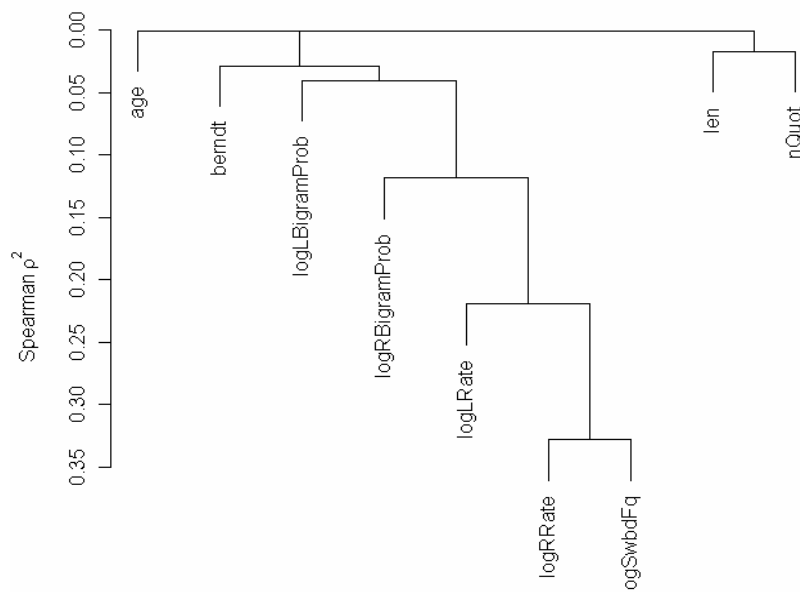 Spearman ρ²
0.00
0.05
0.10
0.15
0.20
0.25
0.30
0.35
age
berndt
logLBigramProb
logRBigramProb
logLRate
logRRate
ogSwbdFq
len
nQuot